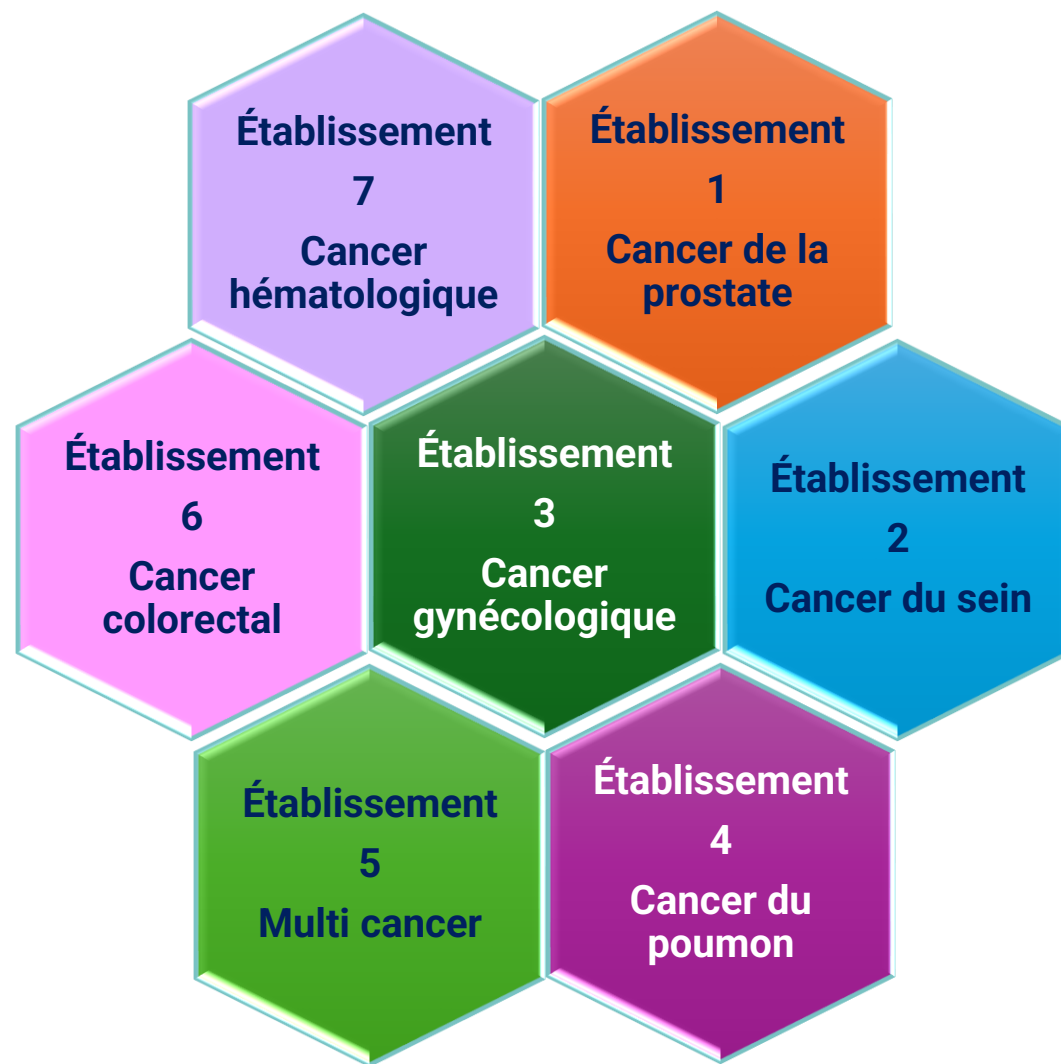 Établissement
7
Cancer
hématologique
Établissement
1
Cancer de la
prostate
Établissement
6
Cancer
colorectal
Établissement
3
Cancer
gynécologique
Établissement
2
Cancer du sein
Établissement
5
Multi cancer
Établissement
4
Cancer du
poumon